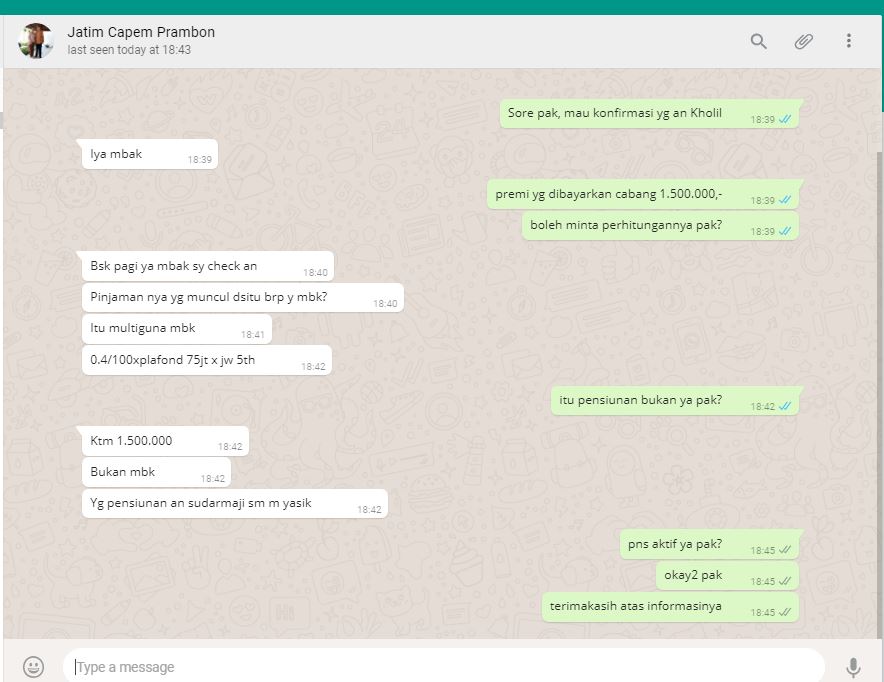 Jatim Capem Prambon
last seen today at 18:43
Sore pak, mau konfirmasi yg an Kholil 18:39
Iya mbak 18:39
premi yg dibayarkan cabang 1.500.000,- 18:39
boleh minta perhitungannya pak? 18:39
Bsk pagi ya mbak sy check an 18:40
Pinjaman nya yg muncul dsitu brp y mbk? 18:40
Itu multiguna mbk 18:41
0.4/100xplafond 75jt x jw 5th 18:42
itu pensiunan bukan ya pak? 18:42
Ktm 1.500.000 18:42
Bukan mbk 18:42
Yg pensiunan an sudarmaji sm m yasik 18:42
pns aktif ya pak? 18:45
okay2 pak 18:45
terimakasih atas informasinya 18:45
Type a message